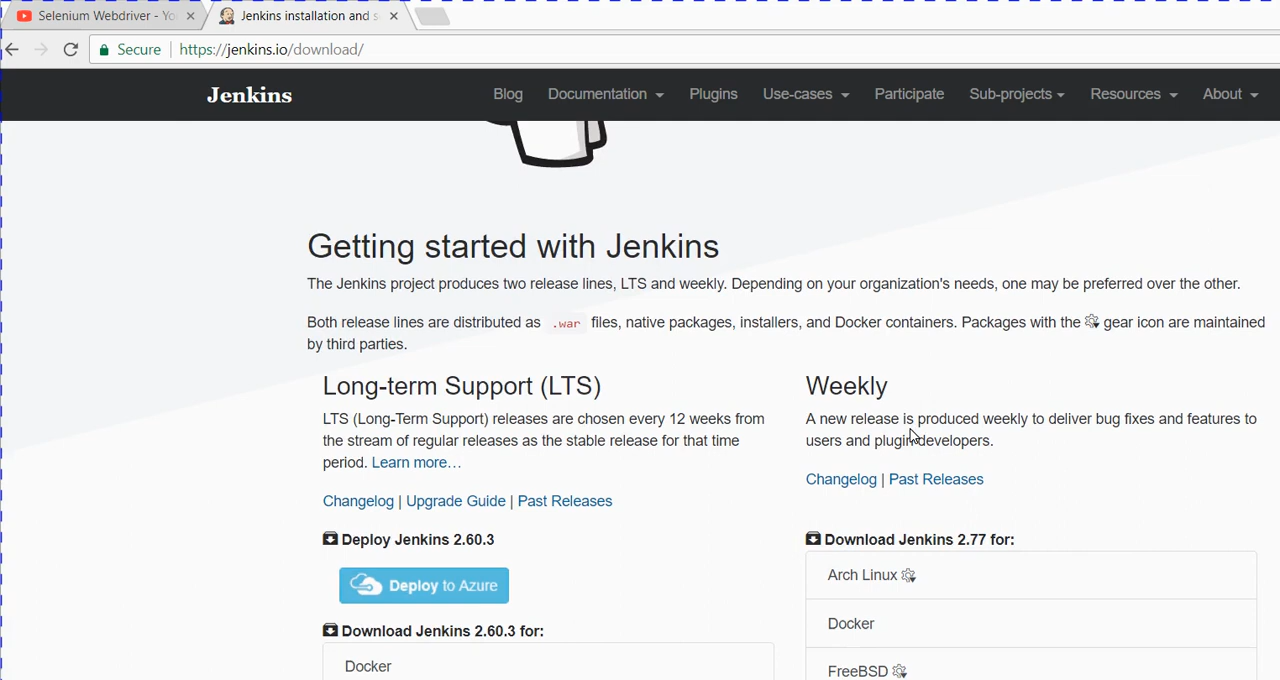 Selenium Webdriver - Yo
Jenkins installation and s
Secure
https://jenkins.io/download/
Jenkins
Blog
Documentation
Plugins
Use-cases
Participate
Sub-projects
Resources
About
Getting started with Jenkins
The Jenkins project produces two release lines, LTS and weekly. Depending on your organization's needs, one may be preferred over the other.
Both release lines are distributed as .war files, native packages, installers, and Docker containers. Packages with the gear icon are maintained
by third parties.
Long-term Support (LTS)
LTS (Long-Term Support) releases are chosen every 12 weeks from
the stream of regular releases as the stable release for that time
period. Learn more…
Changelog | Upgrade Guide | Past Releases
Deploy Jenkins 2.60.3
Deploy to Azure
Download Jenkins 2.60.3 for:
Docker
Weekly
A new release is produced weekly to deliver bug fixes and features to
users and plugin developers.
Changelog | Past Releases
Download Jenkins 2.77 for:
Arch Linux
Docker
FreeBSD